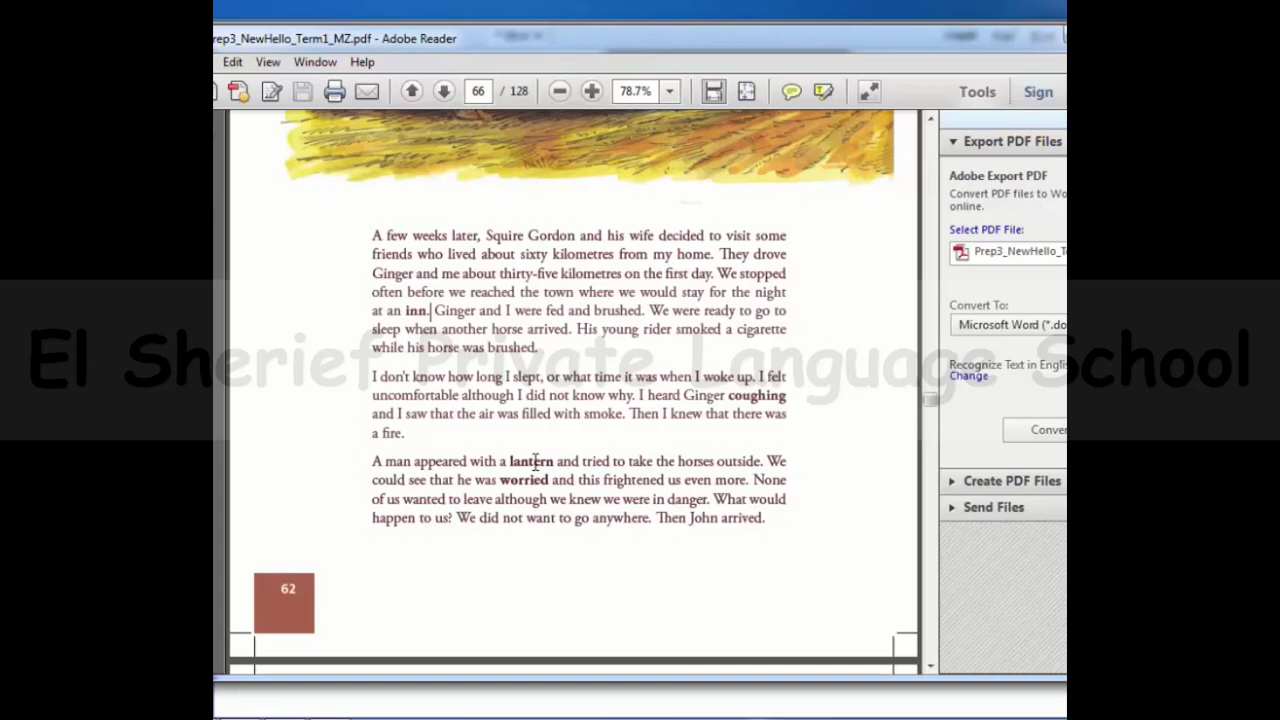 rep3_NewHello_Term1_MZ.pdf - Adobe Reader
Edit View Window Help
66 / 128 78.7% Tools Sign
Export PDF Files
Adobe Export PDF
Convert PDF files to Wo
online.
Select PDF File:
Prep3_NewHello_T
Convert To:
Microsoft Word (*.do
Recognize Text in Engli
Change
Conver
Create PDF Files
Send Files
A few weeks later, Squire Gordon and his wife decided to visit some
friends who lived about sixty kilometres from my home. They drove
Ginger and me about thirty-five kilometres on the first day. We stopped
often before we reached the town where we would stay for the night
at an inn. Ginger and I were fed and brushed. We were ready to go to
sleep when another horse arrived. His young rider smoked a cigarette
while his horse was brushed.
I don't know how long I slept, or what time it was when I woke up. I felt
uncomfortable although I did not know why. I heard Ginger coughing
and I saw that the air was filled with smoke. Then I knew that there was
a fire.
A man appeared with a lantern and tried to take the horses outside. We
could see that he was worried and this frightened us even more. None
of us wanted to leave although we knew we were in danger. What would
happen to us? We did not want to go anywhere. Then John arrived.
62
El Sherief Private Language School